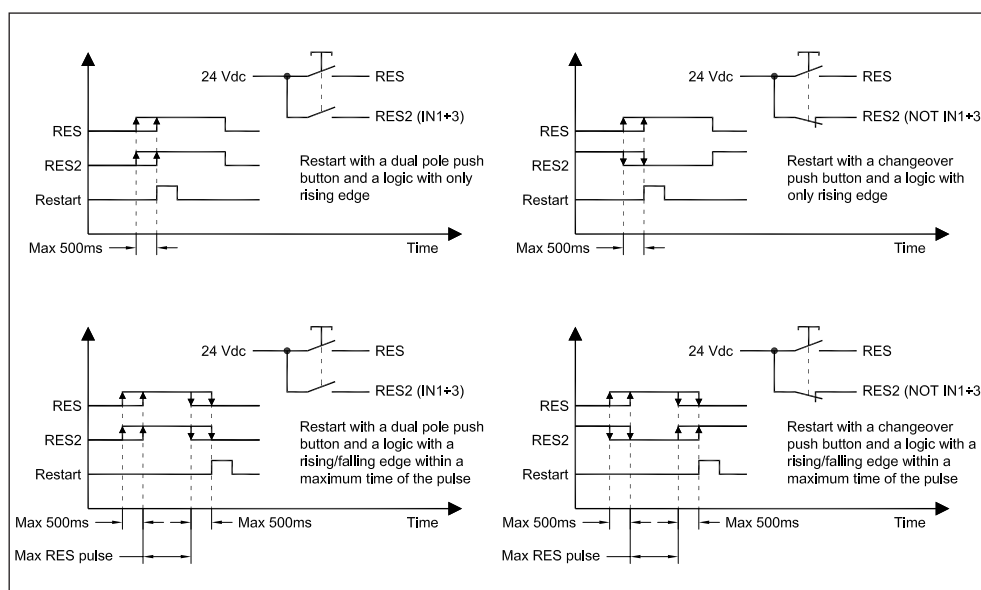 24 Vdc
RES
RES2 (IN1÷3)
RES
RES2
Restart
Restart with a dual pole push
button and a logic with only
rising edge
Max 500ms
Time
24 Vdc
RES
RES2 (NOT IN1÷3)
RES
RES2
Restart
Restart with a changeover
push button and a logic with
only rising edge
Max 500ms
Time
24 Vdc
RES
RES2 (IN1÷3)
RES
RES2
Restart
Restart with a dual pole push
button and a logic with a
rising/falling edge within a
maximum time of the pulse
Max 500ms
Max 500ms
Time
Max RES pulse
24 Vdc
RES
RES2 (NOT IN1÷3)
RES
RES2
Restart
Restart with a changeover
push button and a logic with a
rising/falling edge within a
maximum time of the pulse
Max 500ms
Max 500ms
Time
Max RES pulse